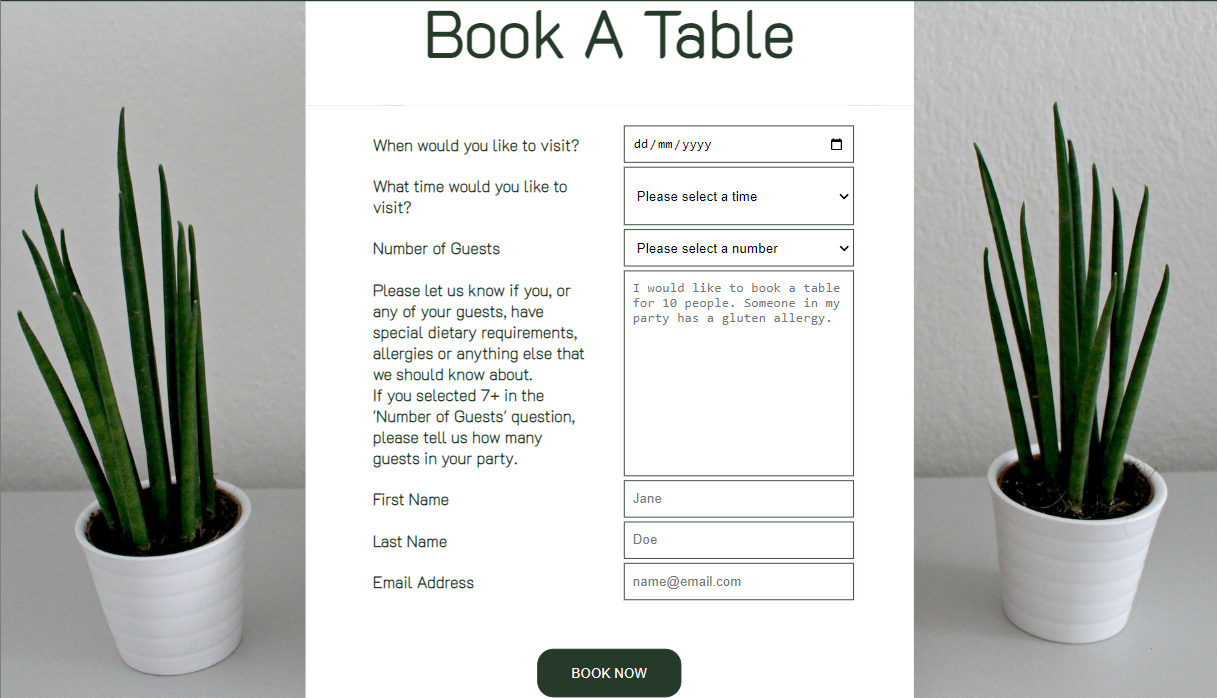 Book A Table
When would you like to visit?
dd/mm/yyyy
What time would you like to
visit?
Please select a time
Number of Guests
Please select a number
Please let us know if you, or
any of your guests, have
special dietary requirements,
allergies or anything else that
we should know about.
If you selected 7+ in the
'Number of Guests' question,
please tell us how many
guests in your party.
I would like to book a table
for 10 people. Someone in my
party has a gluten allergy.
First Name
Jane
Last Name
Doe
Email Address
name@email.com
BOOK NOW